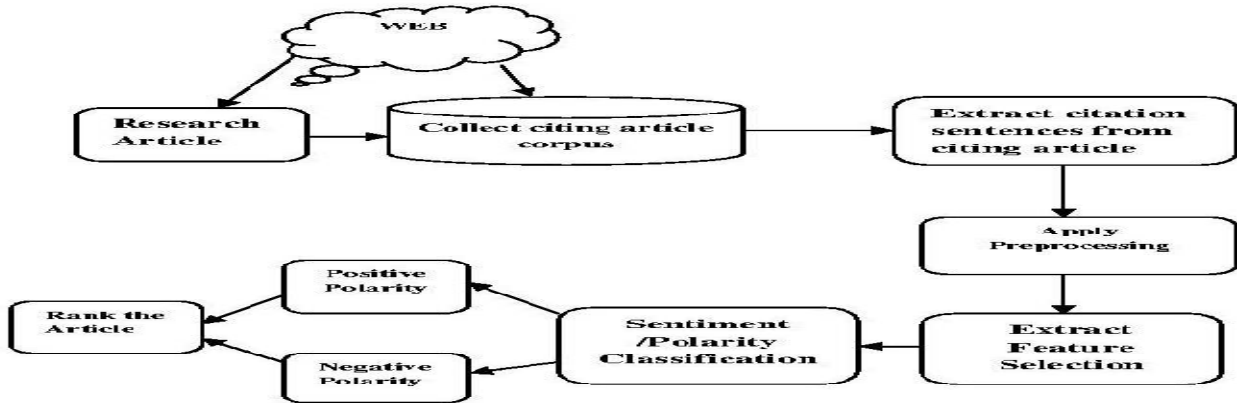 WEB
Research
Article
Collect citing article
corpus
Extract citation
sentences from
citing article
Apply
Preprocessing
Extract
Feature
Selection
Sentiment
/Polarity
Classification
Positive
Polarity
Negative
Polarity
Rank the
Article